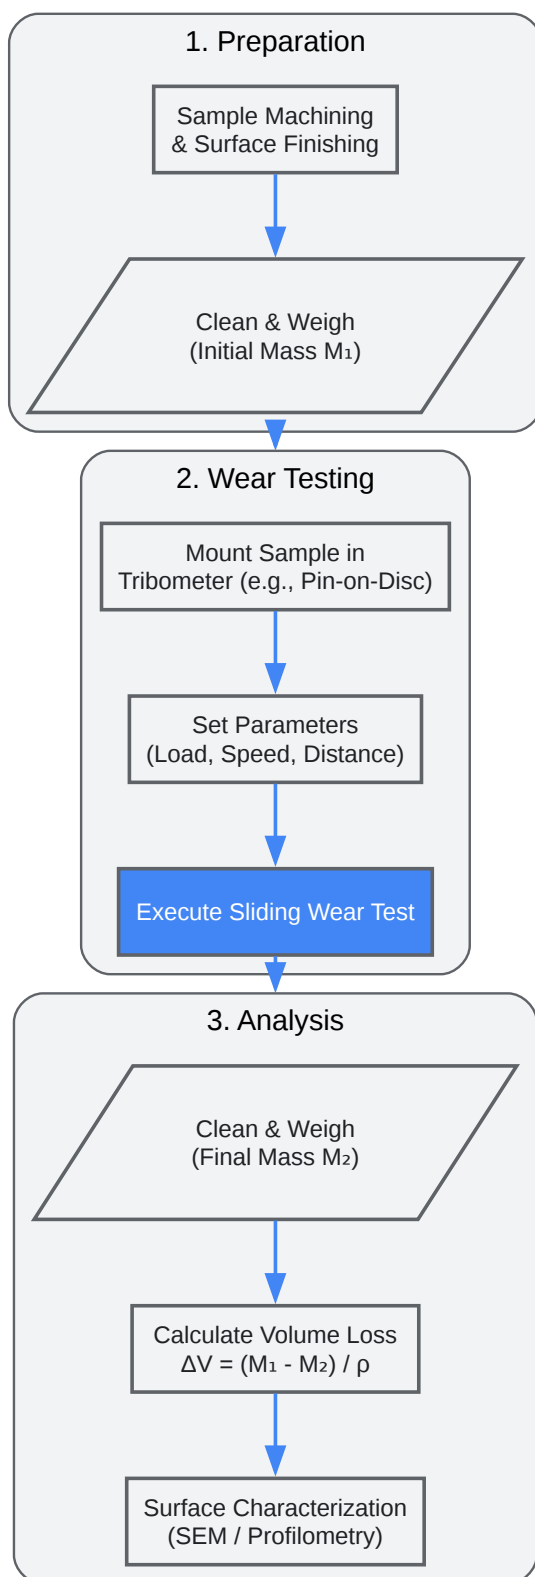 1. Preparation
Sample Machining
& Surface Finishing
Clean & Weigh
(Initial Mass M₁)
2. Wear Testing
Mount Sample in
Tribometer (e.g., Pin-on-Disc)
Set Parameters
(Load, Speed, Distance)
Execute Sliding Wear Test
3. Analysis
Clean & Weigh
(Final Mass M₂)
Calculate Volume Loss
ΔV = (M₁ - M₂) / ρ
Surface Characterization
(SEM / Profilometry)